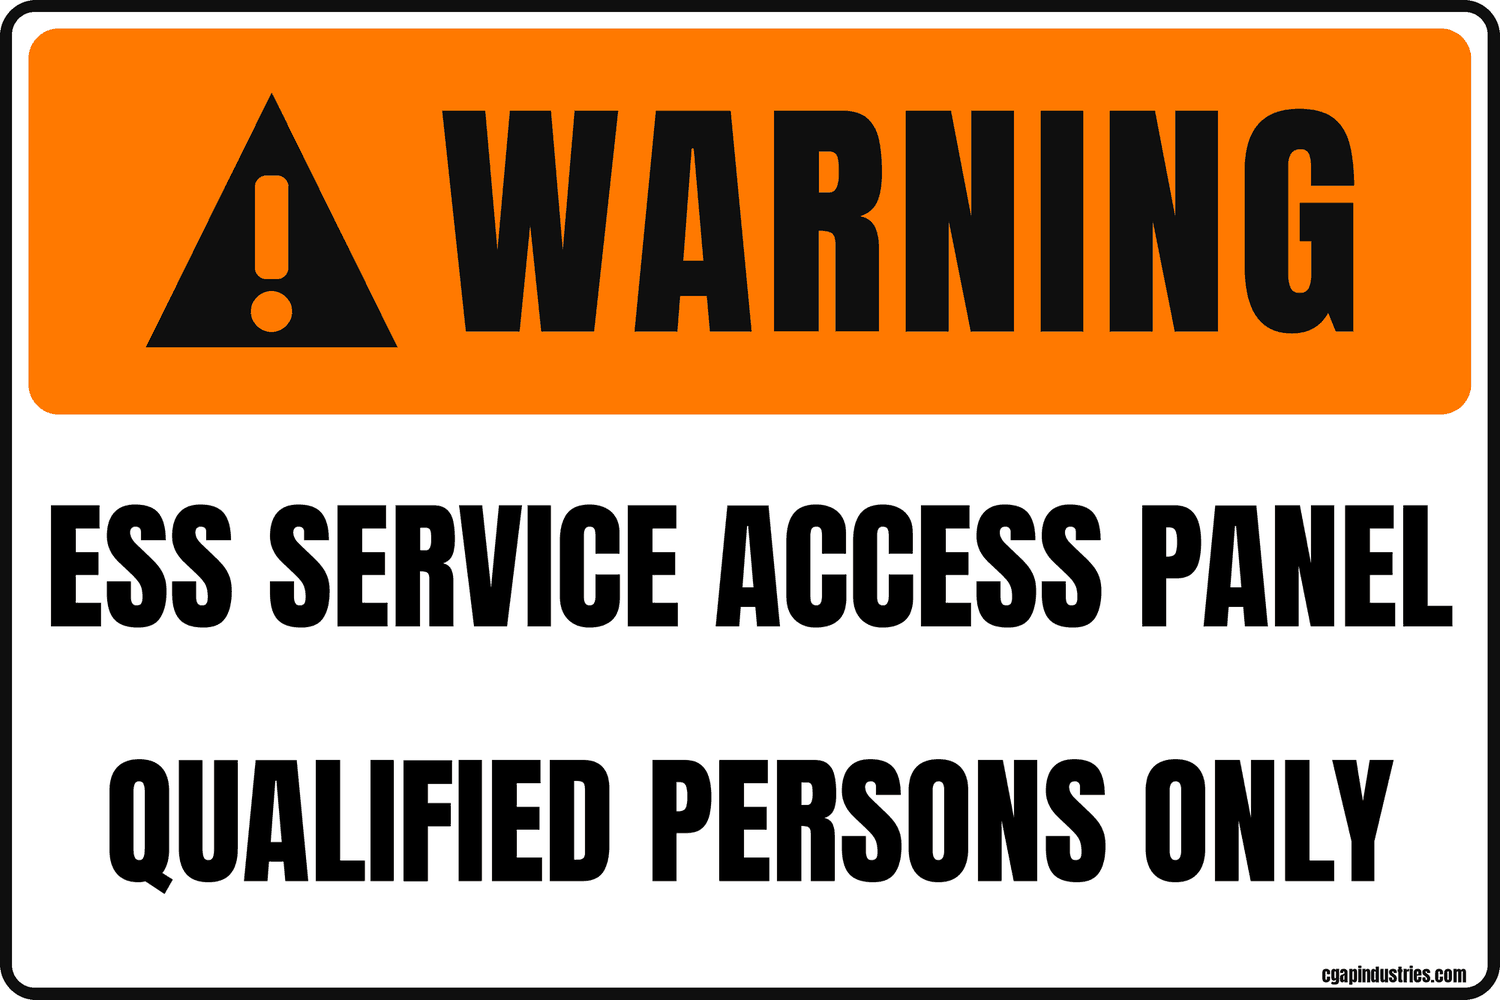 WARNING
ESS SERVICE ACCESS PANEL
QUALIFIED PERSONS ONLY
cgapindustries.com